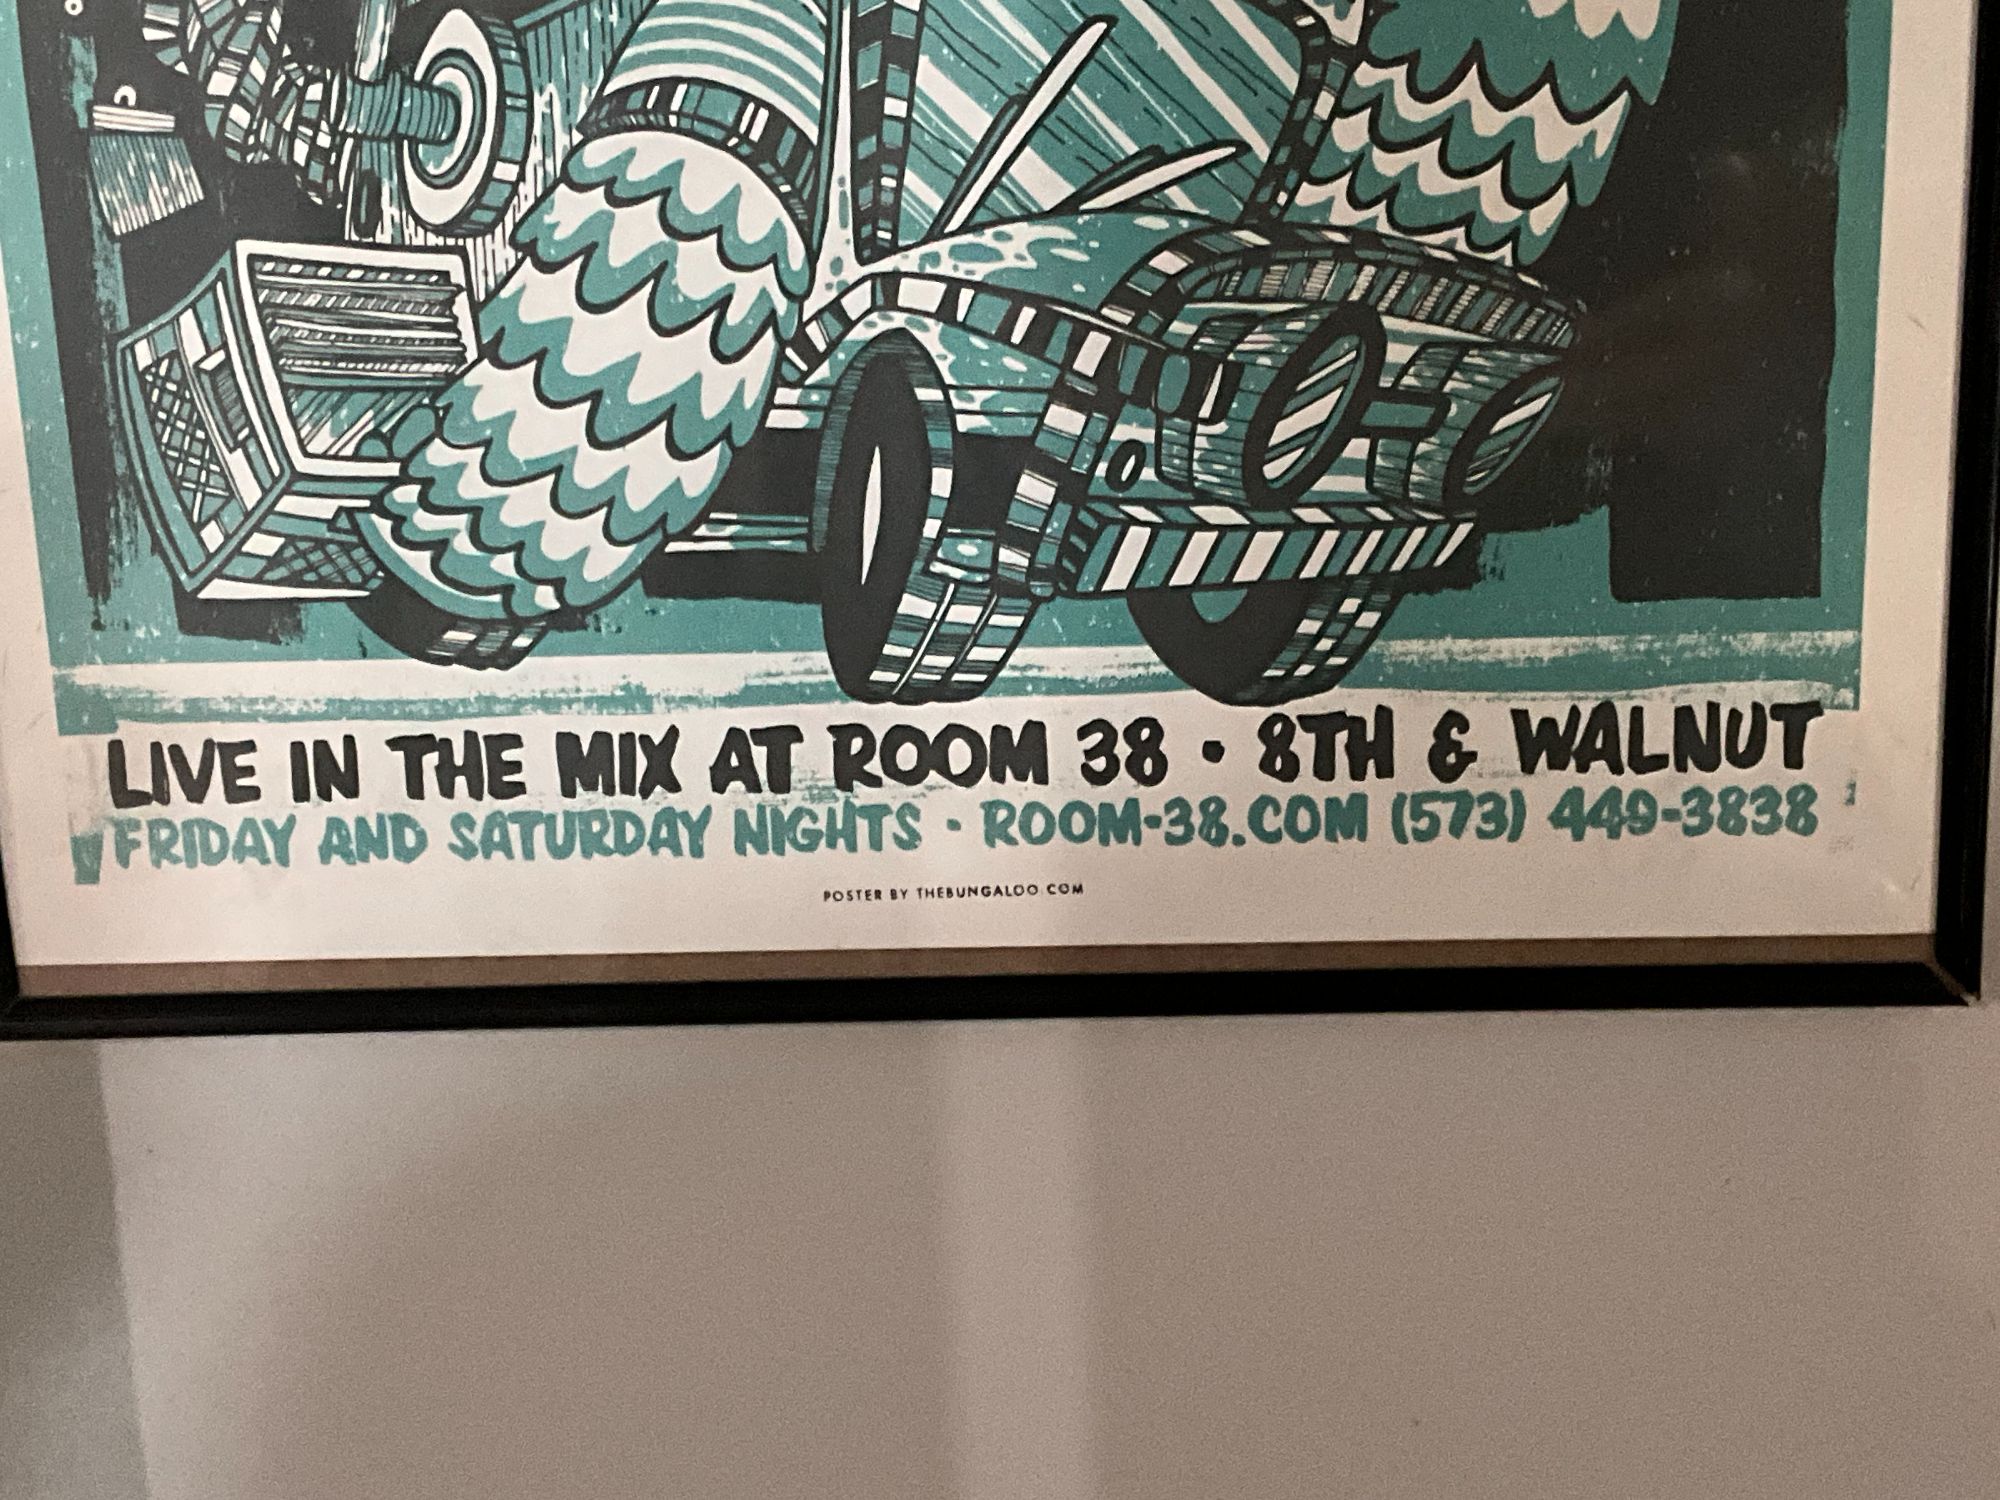 LIVE IN THE MIX AT ROOM 38 • 8TH & WALNUT
FRIDAY AND SATURDAY NIGHTS • ROOM-38.COM (573) 449-3838
POSTER BY THEBUNGALOO.COM